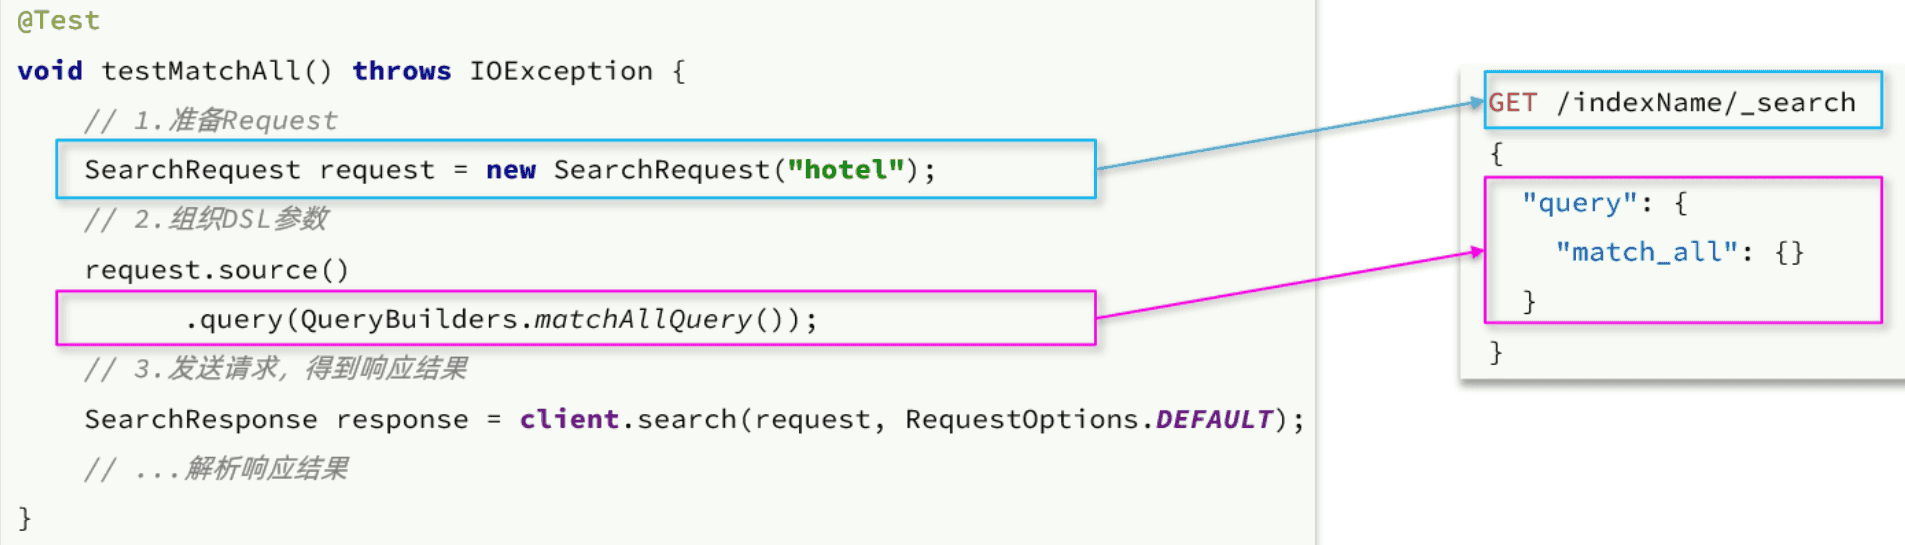 @Test
void testMatchAll() throws IOException {
    // 1.准备Request
    SearchRequest request = new SearchRequest("hotel");
    // 2.组织DSL参数
    request.source()
          .query(QueryBuilders.matchAllQuery());
    // 3.发送请求，得到响应结果
    SearchResponse response = client.search(request, RequestOptions.DEFAULT);
    // ...解析响应结果
}
GET /indexName/_search
{
  "query": {
    "match_all": {}
  }
}